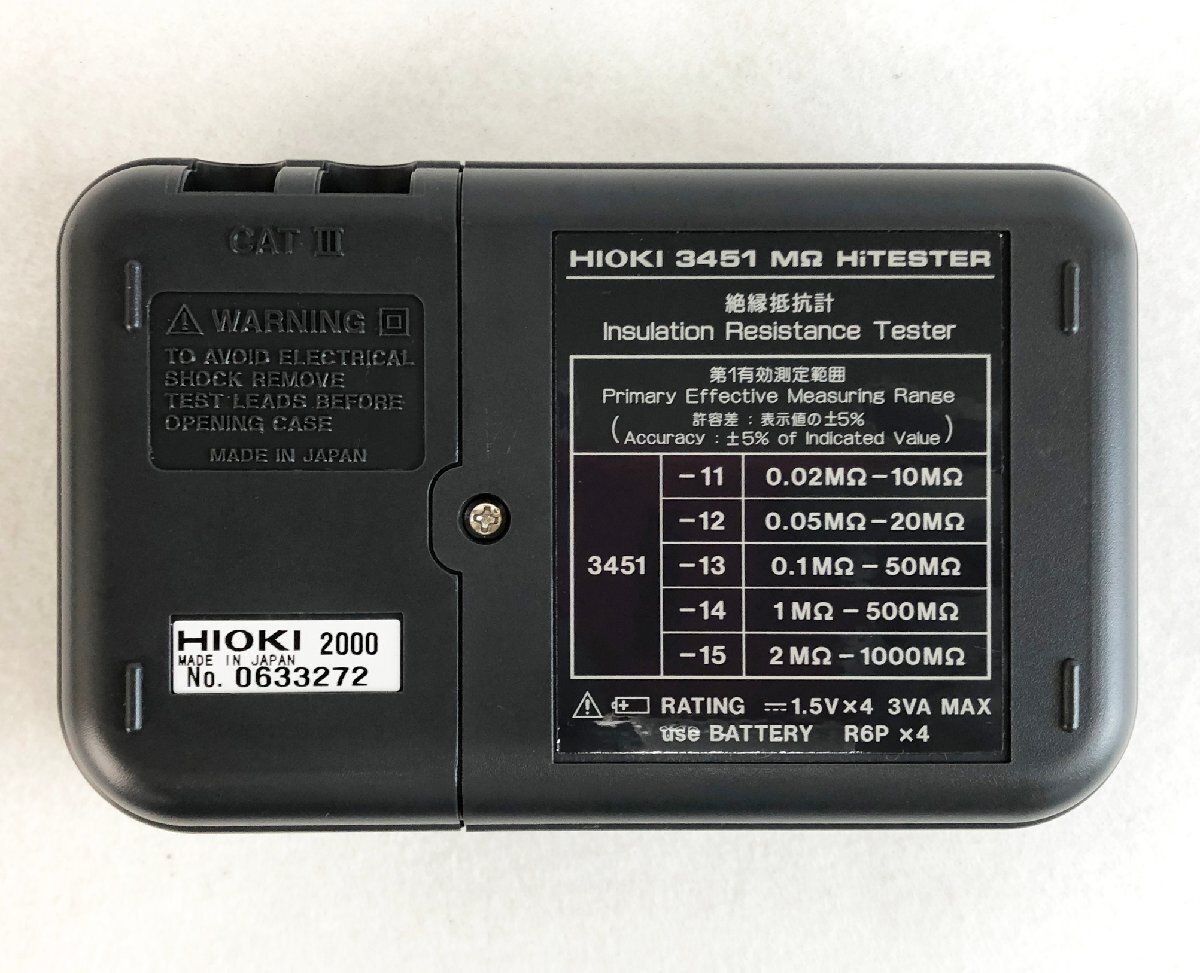 CAT III
WARNING
TO AVOID ELECTRICAL
SHOCK REMOVE
TEST LEADS BEFORE
OPENING CASE
MADE IN JAPAN
HIOKI 2000
MADE IN JAPAN
No. 0633272
HIOKI 3451 MΩ HiTESTER
絶縁抵抗計
Insulation Resistance Tester
第1有効測定範囲
Primary Effective Measuring Range
(許容差 : 表示値の±5%
Accuracy : ±5% of Indicated Value)
3451
-11 0.02MΩ-10MΩ
-12 0.05MΩ-20MΩ
-13 0.1MΩ-50MΩ
-14 1MΩ-500MΩ
-15 2MΩ-1000MΩ
RATING ⎓1.5V×4 3VA MAX
use BATTERY R6P ×4